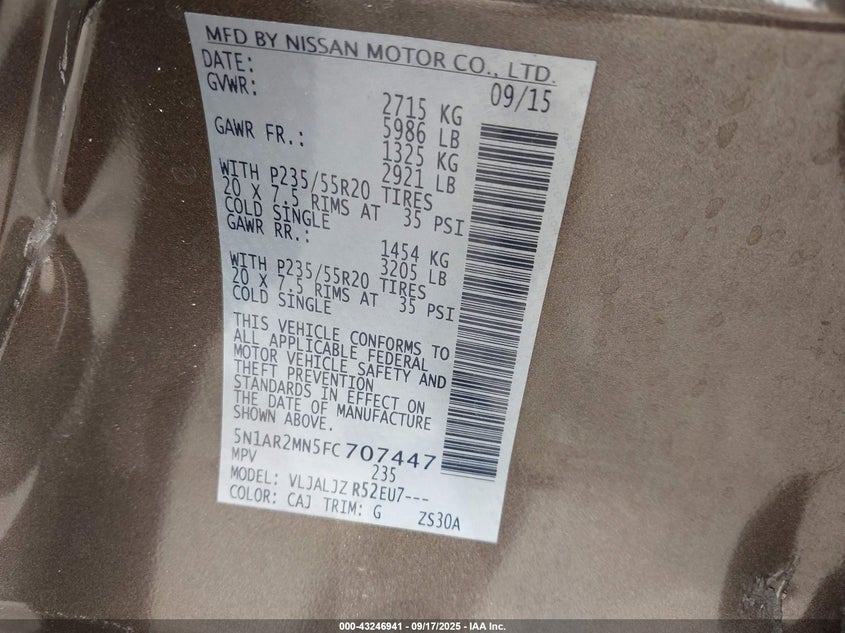 MFD BY NISSAN MOTOR CO., LTD.
DATE: 09/15
GVWR: 2715 KG
5986 LB
GAWR FR.: 1325 KG
2921 LB
WITH P235/55R20 TIRES
20 X 7.5 RIMS AT 35 PSI
COLD SINGLE
GAWR RR.: 1454 KG
3205 LB
WITH P235/55R20 TIRES
20 X 7.5 RIMS AT 35 PSI
COLD SINGLE
THIS VEHICLE CONFORMS TO
ALL APPLICABLE FEDERAL
MOTOR VEHICLE SAFETY AND
THEFT PREVENTION
STANDARDS IN EFFECT ON
THE DATE OF MANUFACTURE
SHOWN ABOVE.
5N1AR2MN5FC707447
MPV 235
MODEL: VLJALJZ R52EU7---
COLOR: CAJ TRIM: G ZS30A
000-43246941 - 09/17/2025 - IAA Inc.